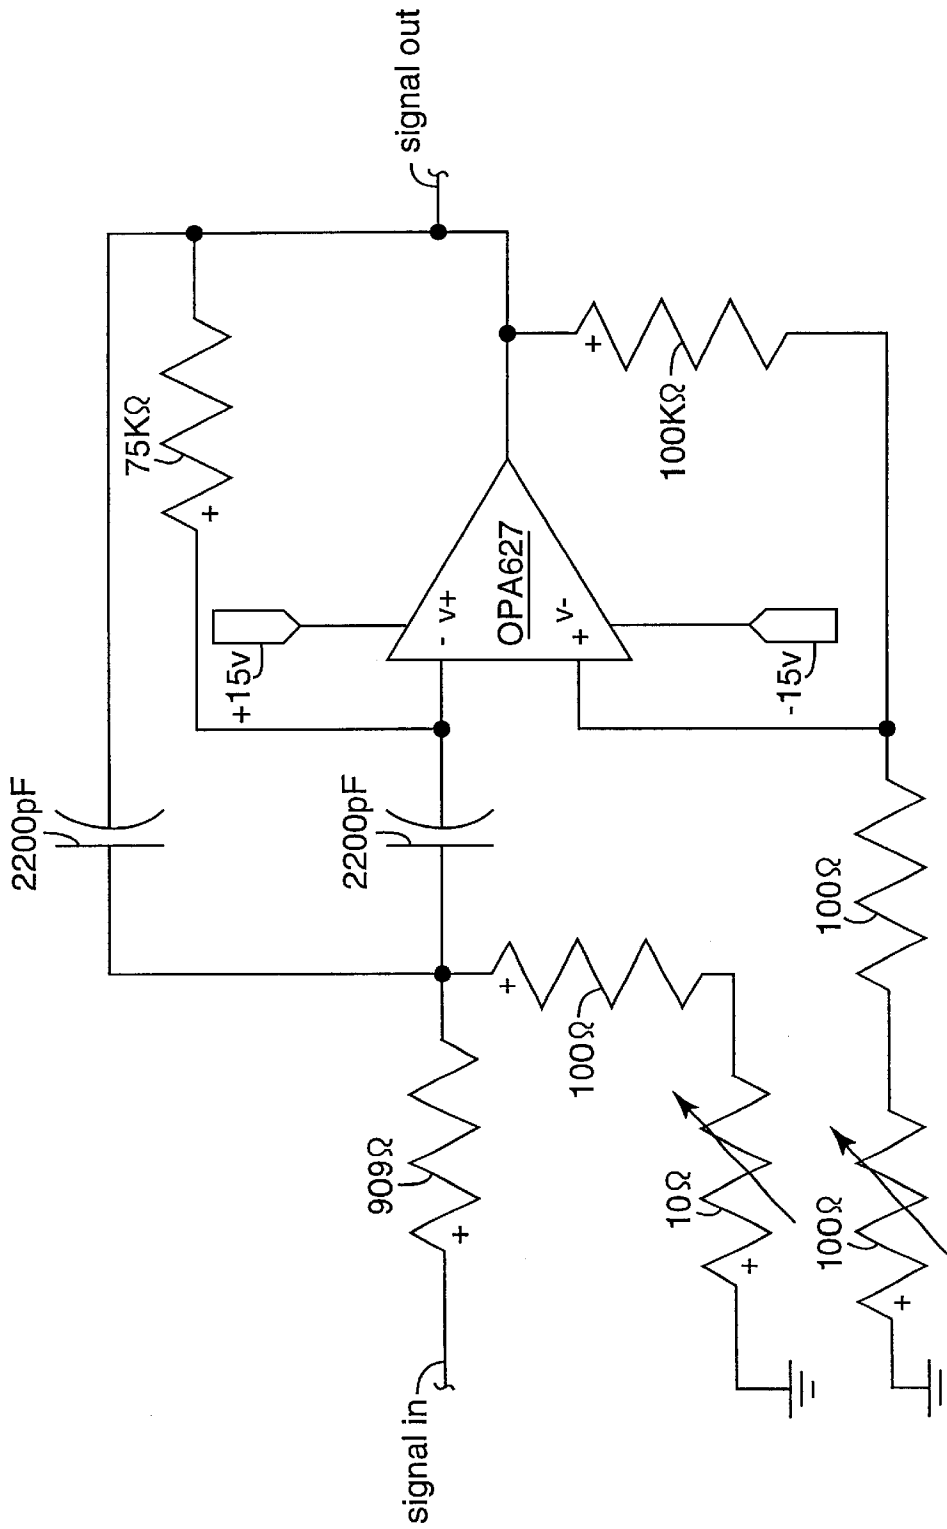 2200pF
75KΩ
signal out
2200pF
+15v
- v+
OPA627
+ v-
-15v
+
+
100KΩ
signal in
909Ω
+
+
100Ω
10Ω
+
100Ω
100Ω
+